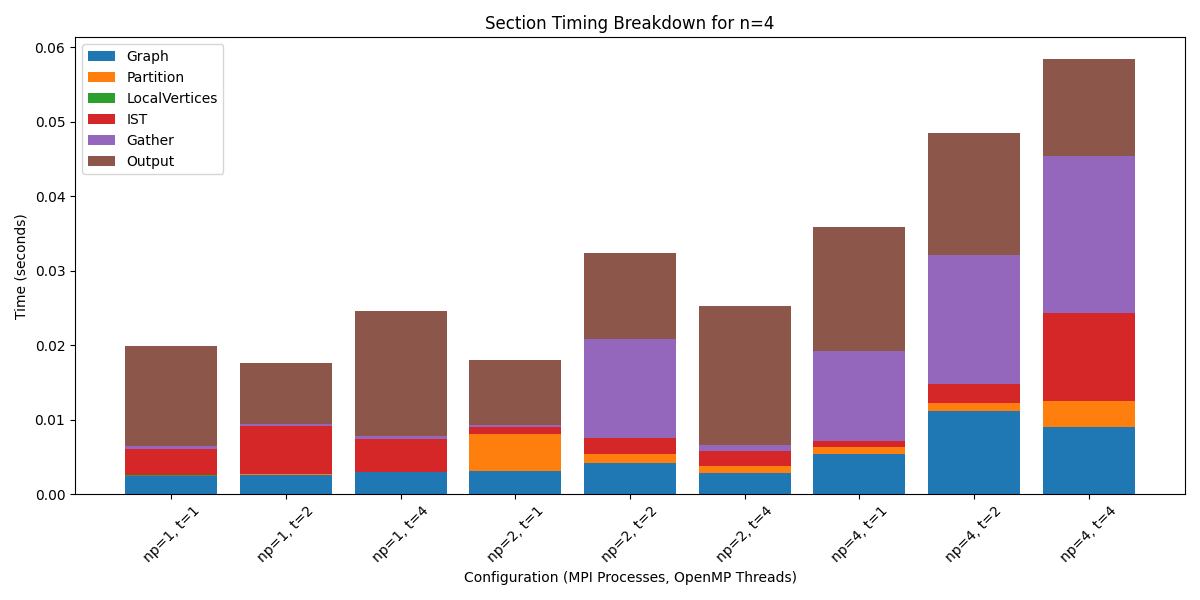 Section Timing Breakdown for n=4
Graph
Partition
LocalVertices
IST
Gather
Output
Time (seconds)
0.06
0.05
0.04
0.03
0.02
0.01
0.00
np=1, t=1
np=1, t=2
np=1, t=4
np=2, t=1
np=2, t=2
np=2, t=4
np=4, t=1
np=4, t=2
np=4, t=4
Configuration (MPI Processes, OpenMP Threads)